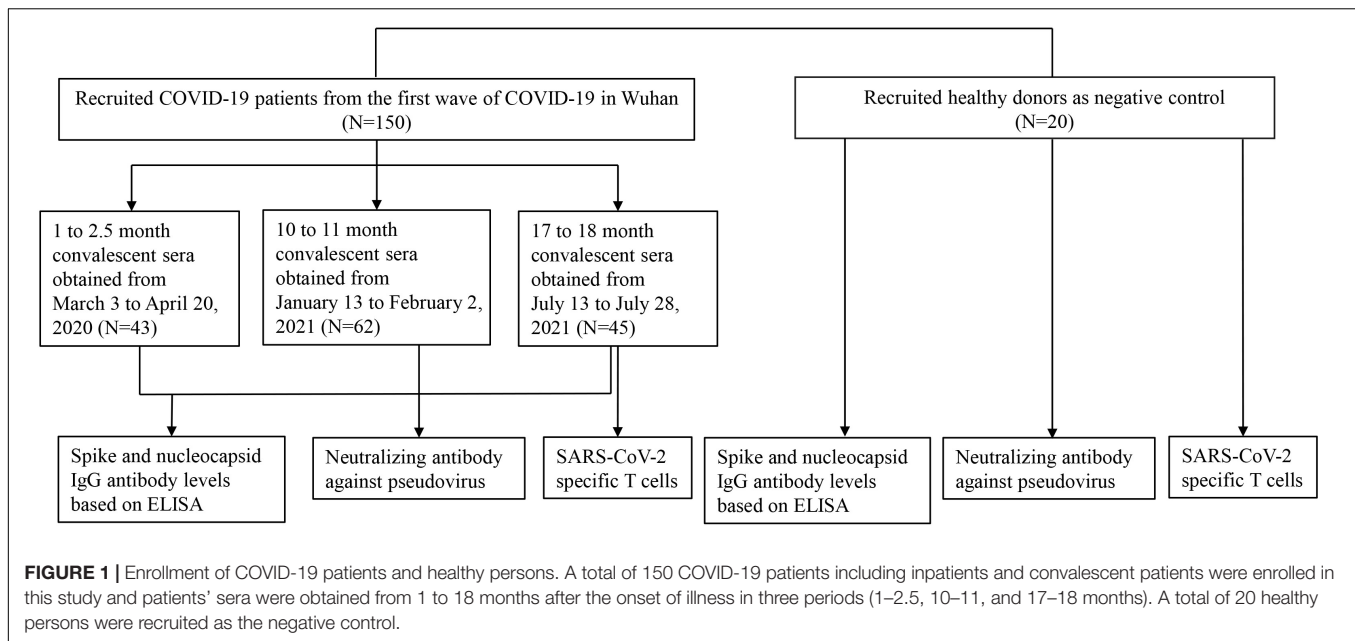 Recruited COVID-19 patients from the first wave of COVID-19 in Wuhan
(N=150)
Recruited healthy donors as negative control
(N=20)
1 to 2.5 month
convalescent sera
obtained from
March 3 to April 20,
2020 (N=43)
10 to 11 month
convalescent sera
obtained from
January 13 to February 2,
2021 (N=62)
17 to 18 month
convalescent sera
obtained from
July 13 to July 28,
2021 (N=45)
Spike and nucleocapsid
IgG antibody levels
based on ELISA
Neutralizing antibody
against pseudovirus
SARS-CoV-2
specific T cells
Spike and nucleocapsid
IgG antibody levels
based on ELISA
Neutralizing antibody
against pseudovirus
SARS-CoV-2
specific T cells
FIGURE 1 | Enrollment of COVID-19 patients and healthy persons. A total of 150 COVID-19 patients including inpatients and convalescent patients were enrolled in
this study and patients’ sera were obtained from 1 to 18 months after the onset of illness in three periods (1–2.5, 10–11, and 17–18 months). A total of 20 healthy
persons were recruited as the negative control.